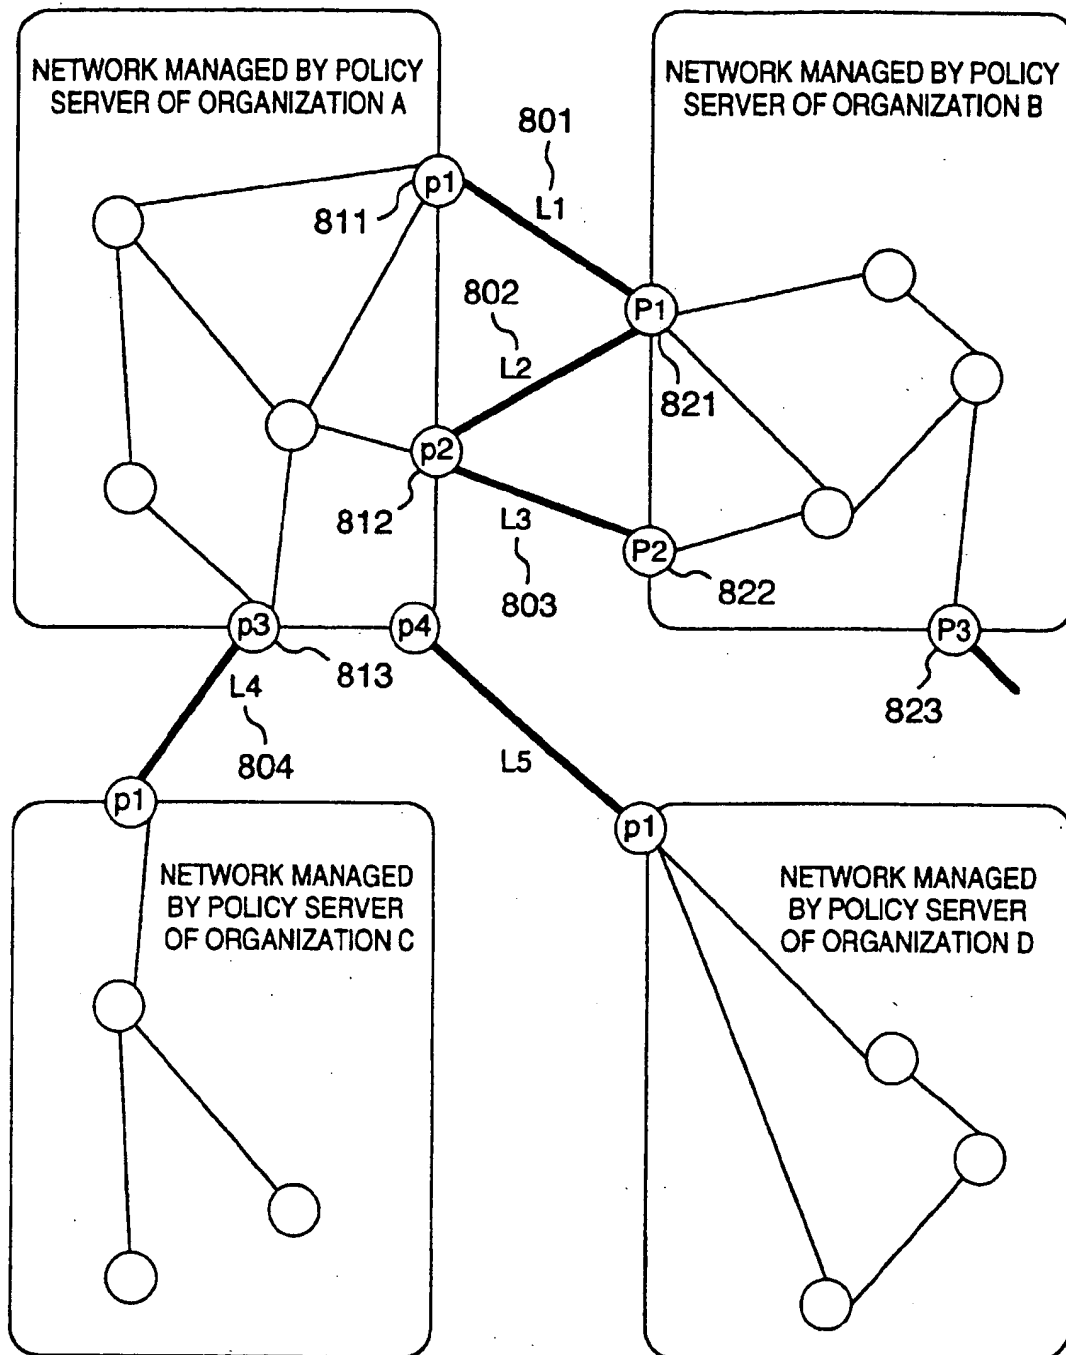 NETWORK MANAGED BY POLICY
SERVER OF ORGANIZATION A
NETWORK MANAGED BY POLICY
SERVER OF ORGANIZATION B
801
L1
p1
811
802
L2
P1
821
p2
812
L3
803
P2
822
p3
813
p4
P3
823
L4
804
L5
p1
p1
NETWORK MANAGED
BY POLICY SERVER
OF ORGANIZATION C
NETWORK MANAGED
BY POLICY SERVER
OF ORGANIZATION D